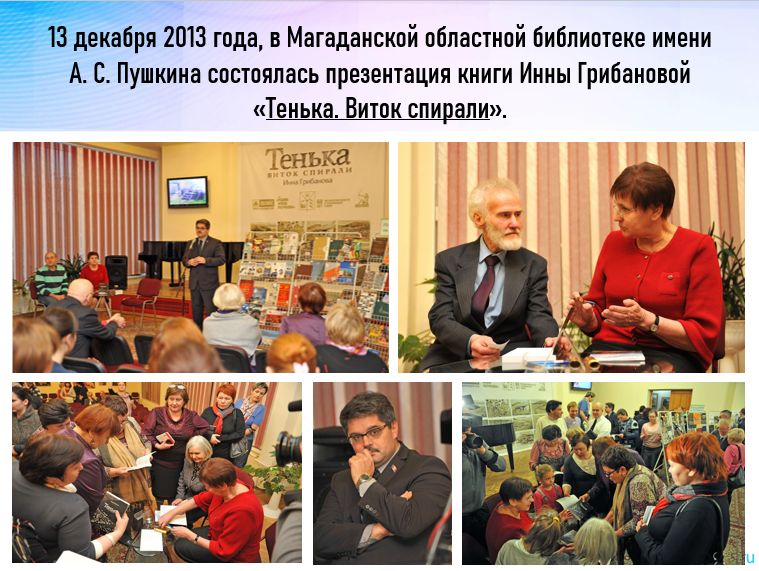 13 декабря 2013 года, в Магаданской областной библиотеке имени
А. С. Пушкина состоялась презентация книги Инны Грибановой
«Тенька. Виток спирали».
Тенька
ВИТОК СПИРАЛИ
Инна Грибанова